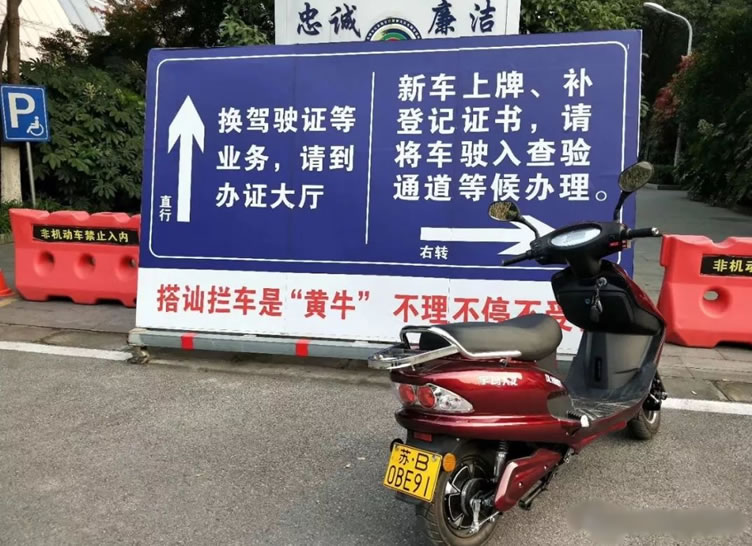 忠诚 廉洁
P
换驾驶证等
业务，请到
办证大厅
直行
新车上牌、补
登记证书，请
将车驶入查验
通道等候办理。
右转
搭讪拦车是“黄牛” 不理不停不受
非机动车禁止入内
非机动
苏·B
0BE91